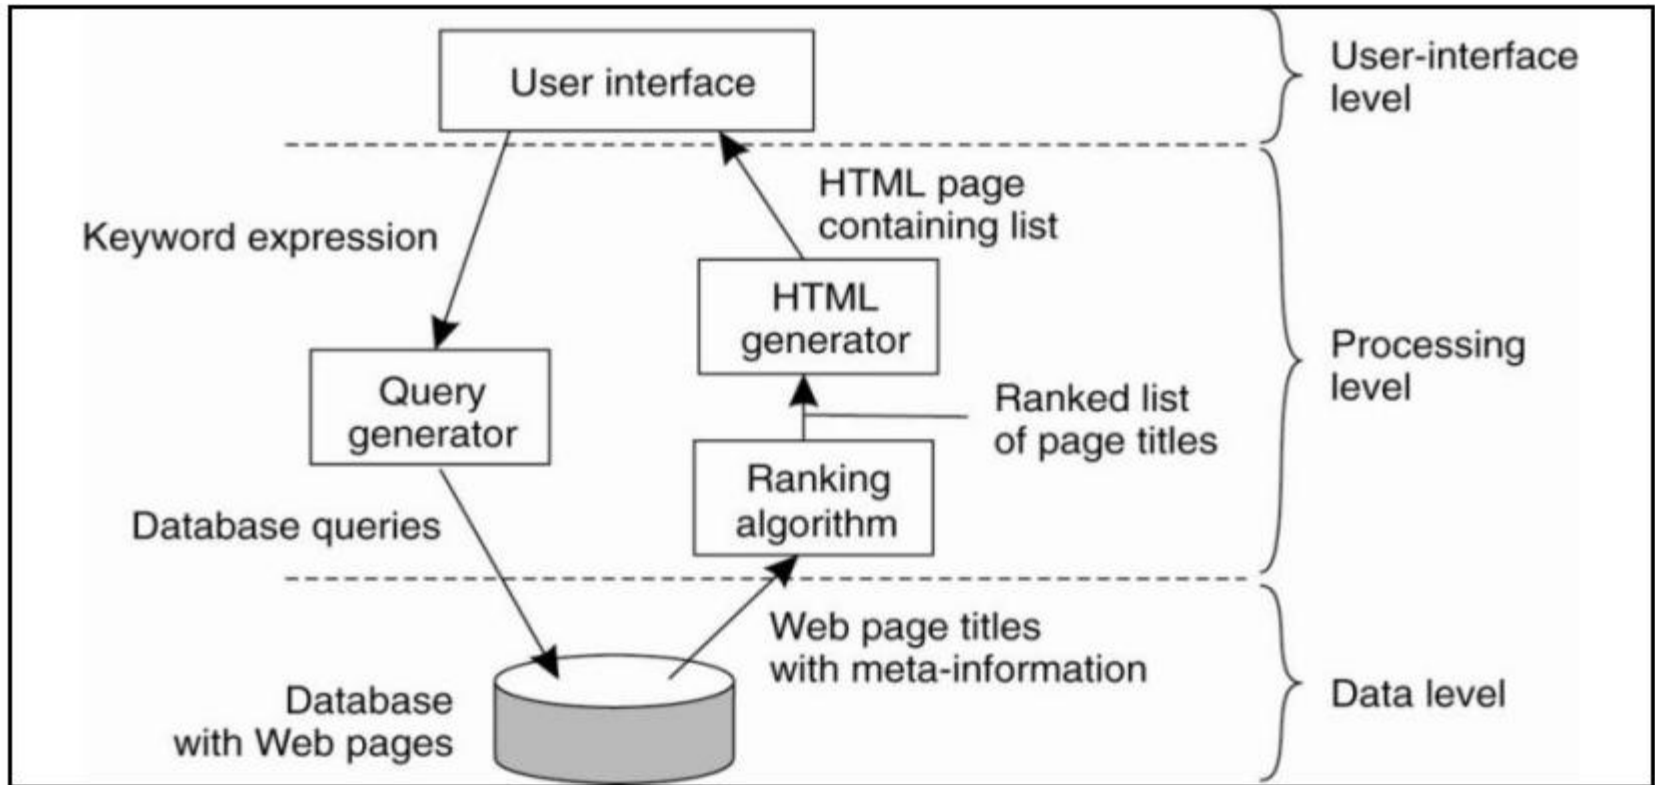 User interface
User-interface
level
HTML page
containing list
Keyword expression
HTML
generator
Processing
level
Query
generator
Ranked list
of page titles
Ranking
algorithm
Database queries
Web page titles
with meta-information
Database
with Web pages
Data level